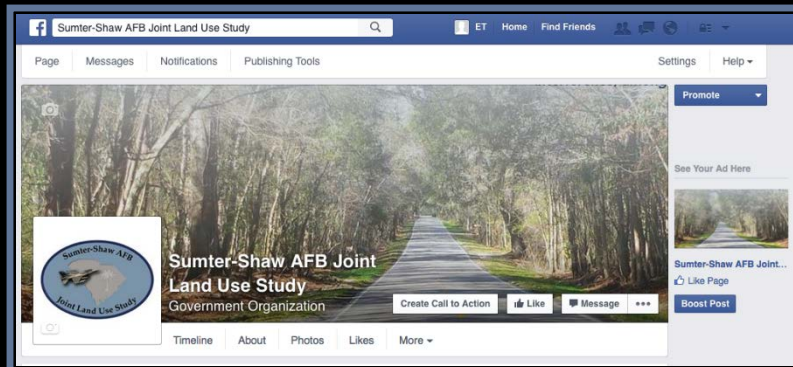 Sumter-Shaw AFB Joint Land Use Study
ET Home Find Friends
Page Messages Notifications Publishing Tools Settings Help
Promote
See Your Ad Here
Sumter-Shaw AFB
Joint Land Use Study
Sumter-Shaw AFB Joint
Land Use Study
Government Organization
Create Call to Action Like Message •••
Sumter-Shaw AFB Joint...
Like Page
Boost Post
Timeline About Photos Likes More